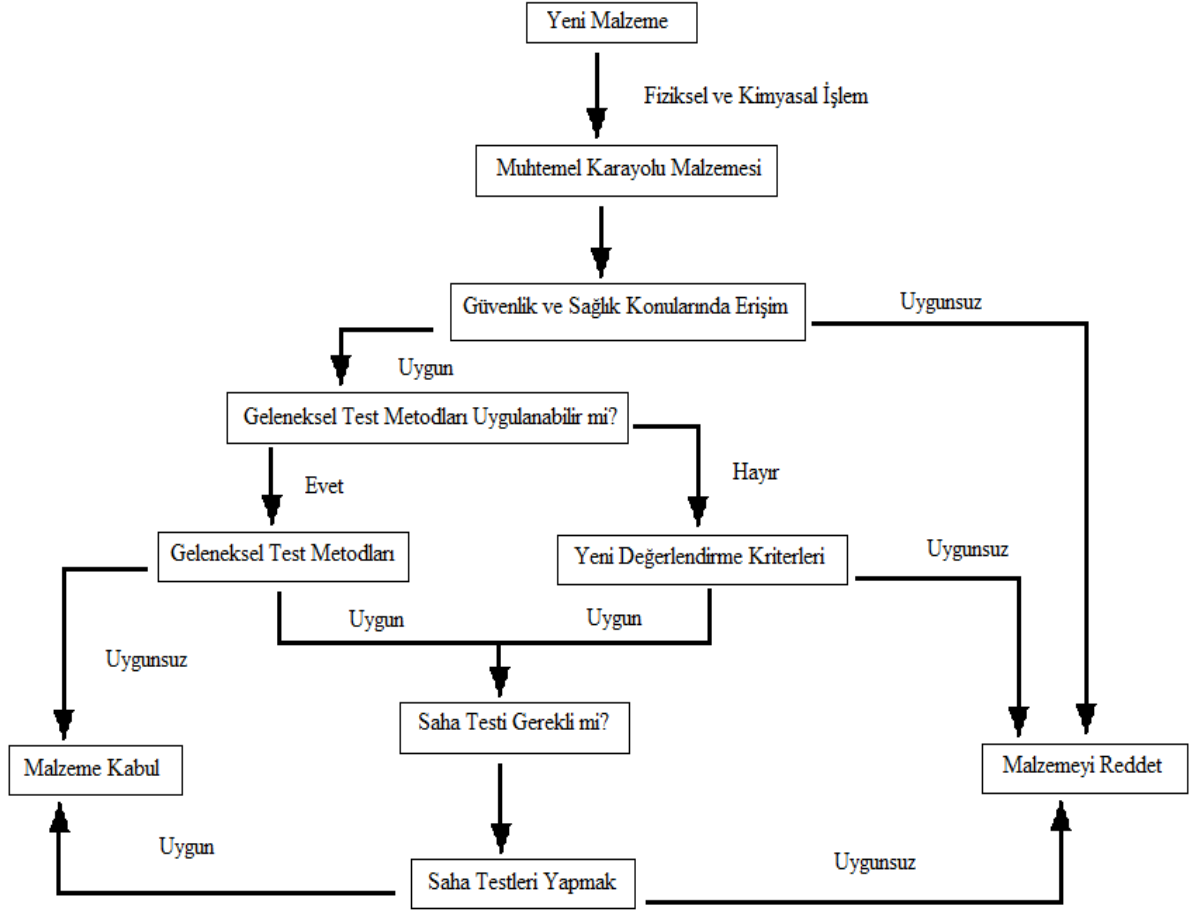 Yeni Malzeme
Fiziksel ve Kimyasal İşlem
Muhtemel Karayolu Malzemesi
Güvenlik ve Sağlık Konularında Erişim
Uygunsuz
Uygun
Geleneksel Test Metodları Uygulanabilir mi?
Evet
Hayır
Geleneksel Test Metodları
Yeni Değerlendirme Kriterleri
Uygunsuz
Uygun
Uygun
Uygunsuz
Saha Testi Gerekli mi?
Malzeme Kabul
Malzemeyi Reddet
Uygun
Uygunsuz
Saha Testleri Yapmak